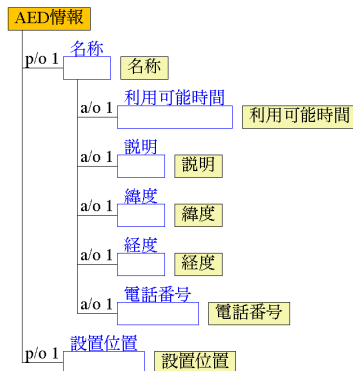 AED情報
名称
p/o 1 名称
利用可能時間
a/o 1 利用可能時間
説明
a/o 1 説明
緯度
a/o 1 緯度
経度
a/o 1 経度
電話番号
a/o 1 電話番号
設置位置
p/o 1 設置位置